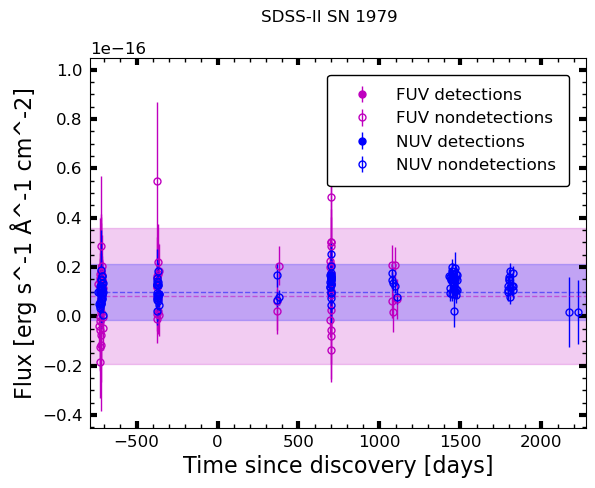 SDSS-II SN 1979
1e−16
FUV detections
FUV nondetections
NUV detections
NUV nondetections
1.0
0.8
0.6
0.4
0.2
0.0
−0.2
−0.4
Flux [erg s^-1 Å^-1 cm^-2]
−500 0 500 1000 1500 2000
Time since discovery [days]